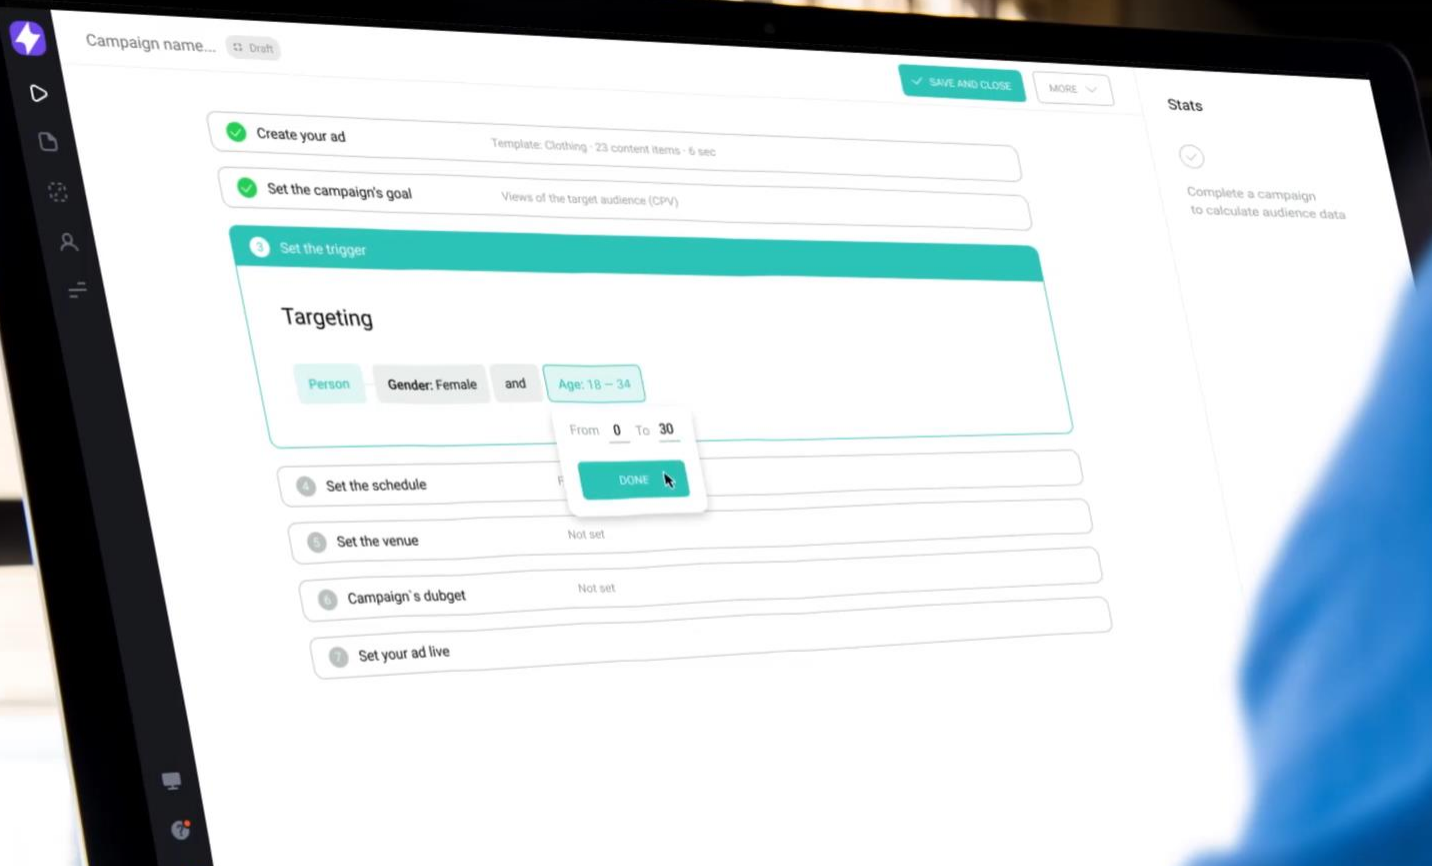 Campaign name... Draft
SAVE AND CLOSE MORE
Stats
Complete a campaign
to calculate audience data
Create your ad Template: Clothing · 23 content items · 6 sec
Set the campaign's goal Views of the target audience (CPV)
3 Set the trigger
Targeting
Person Gender: Female and Age: 18 – 34
From 0 To 30
DONE
4 Set the schedule
5 Set the venue Not set
6 Campaign`s dubget Not set
7 Set your ad live